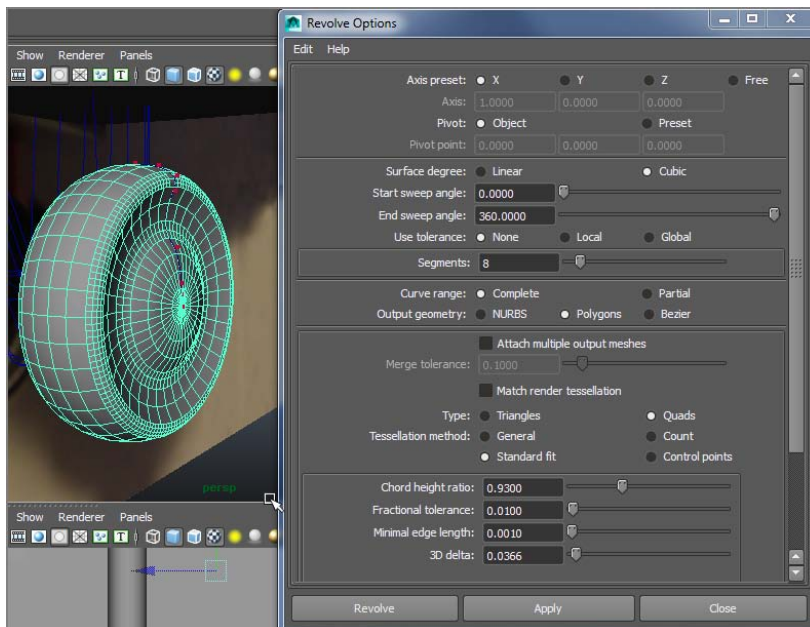 Revolve Options
Edit Help
Show Renderer Panels
T
persp
Show Renderer Panels
T
Axis preset: X Y Z Free
Axis: 1.0000 0.0000 0.0000
Pivot: Object Preset
Pivot point: 0.0000 0.0000 0.0000
Surface degree: Linear Cubic
Start sweep angle: 0.0000
End sweep angle: 360.0000
Use tolerance: None Local Global
Segments: 8
Curve range: Complete Partial
Output geometry: NURBS Polygons Bezier
Attach multiple output meshes
Merge tolerance: 0.1000
Match render tessellation
Type: Triangles Quads
Tessellation method: General Count
Standard fit Control points
Chord height ratio: 0.9300
Fractional tolerance: 0.0100
Minimal edge length: 0.0010
3D delta: 0.0366
Revolve Apply Close